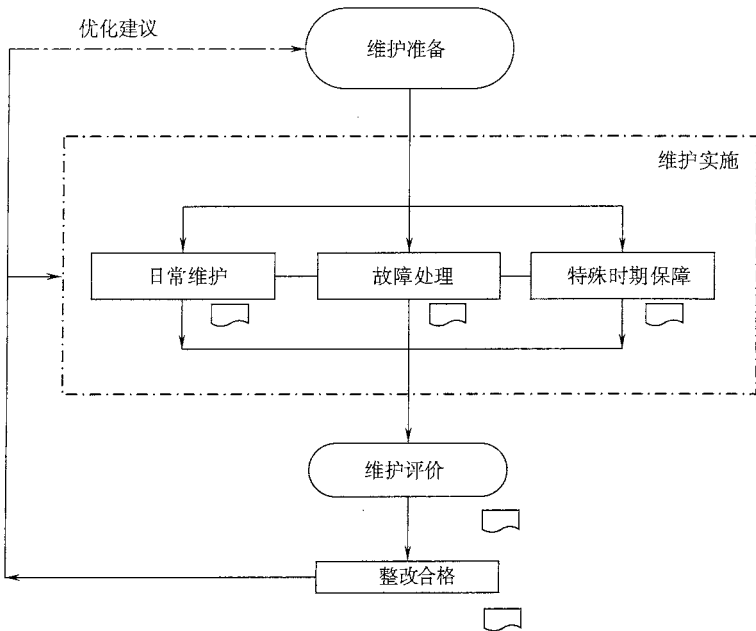 优化建议
维护准备
维护实施
日常维护
故障处理
特殊时期保障
维护评价
整改合格